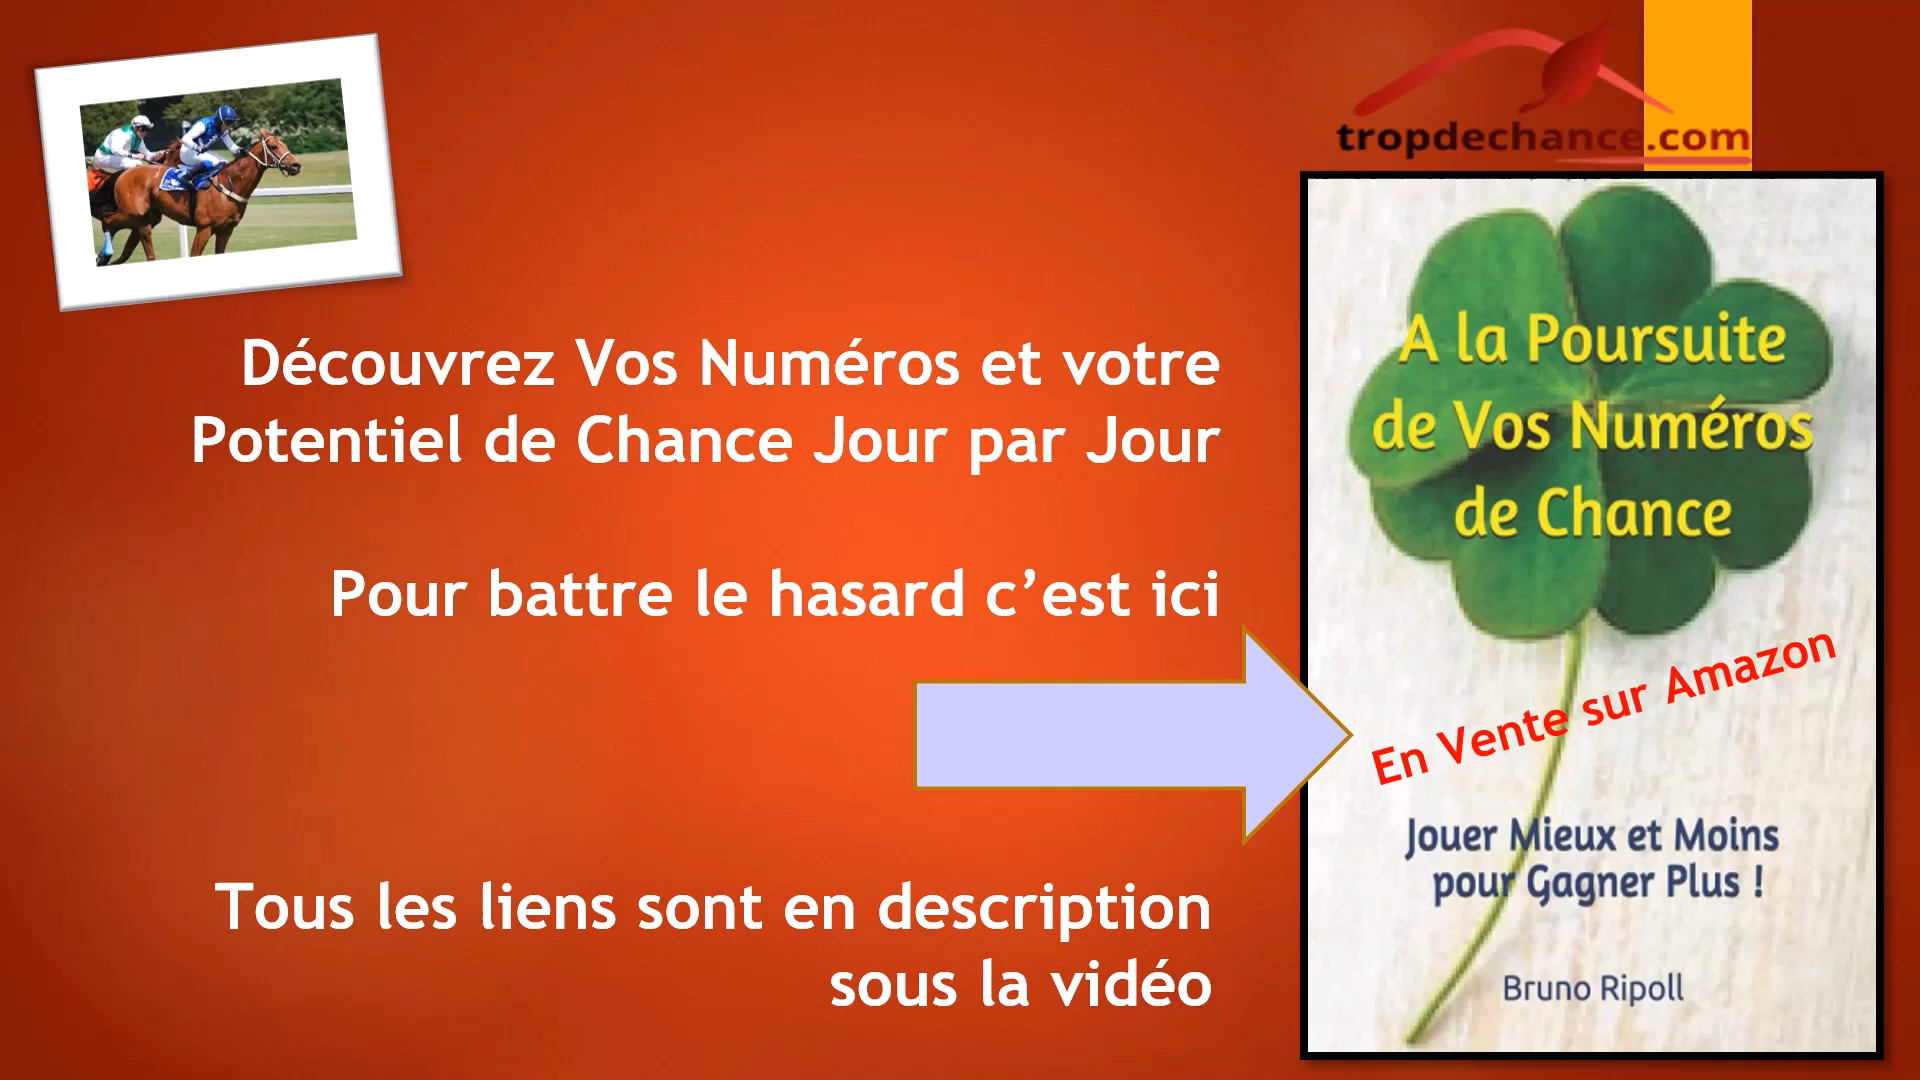 tropdechance.com
Découvrez Vos Numéros et votre
Potentiel de Chance Jour par Jour
Pour battre le hasard c’est ici
Tous les liens sont en description
sous la vidéo
A la Poursuite
de Vos Numéros
de Chance
En Vente sur Amazon
Jouer Mieux et Moins
pour Gagner Plus !
Bruno Ripoll